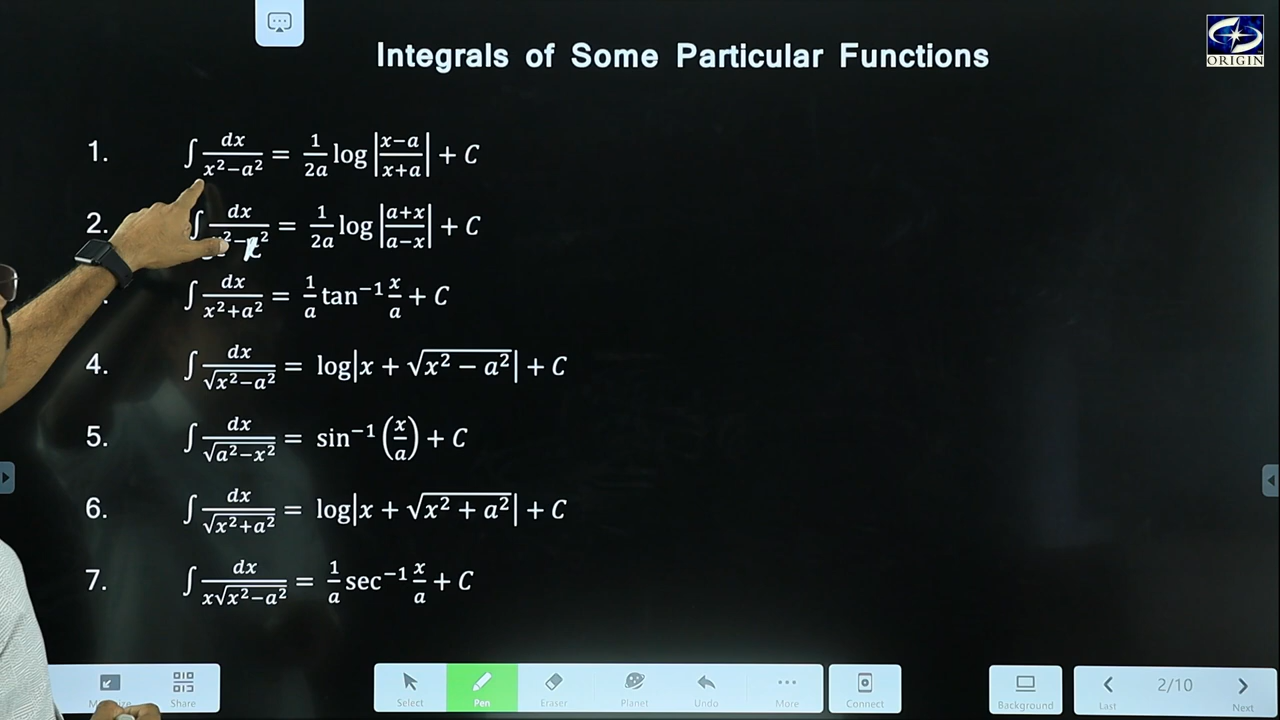 Integrals of Some Particular Functions
ORIGIN
1. ∫ dx/(x²−a²) = 1/2a log |(x−a)/(x+a)| + C
2. ∫ dx/ = 1/2a log |(a+x)/(a−x)| + C
∫ dx/(x²+a²) = 1/a tan⁻¹ x/a + C
4. ∫ dx/√(x²−a²) = log|x + √(x² − a²)| + C
5. ∫ dx/√(a²−x²) = sin⁻¹ (x/a) + C
6. ∫ dx/√(x²+a²) = log|x + √(x² + a²)| + C
7. ∫ dx/(x√(x²−a²)) = 1/a sec⁻¹ x/a + C
Share Select Pen Eraser Planet Undo More Connect Background Last 2/10 Next